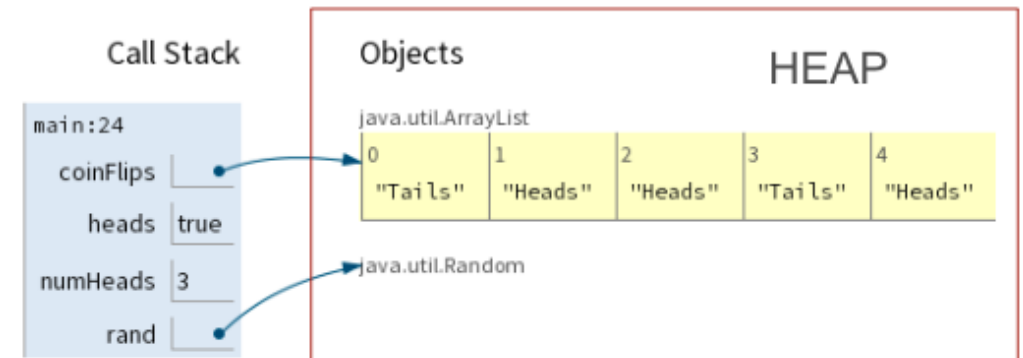 Call Stack
Objects
HEAP
main:24
coinFlips
heads true
numHeads 3
rand
java.util.ArrayList
0 1 2 3 4
"Tails" "Heads" "Heads" "Tails" "Heads"
java.util.Random